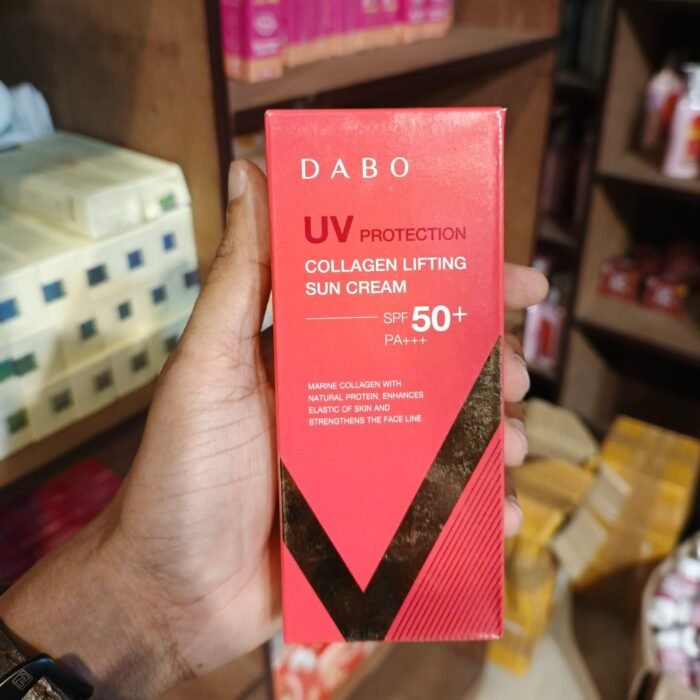 DABO
UV PROTECTION
COLLAGEN LIFTING
SUN CREAM
SPF 50+
PA+++
MARINE COLLAGEN WITH
NATURAL PROTEIN, ENHANCES
ELASTIC OF SKIN AND
STRENGTHENS THE FACE LINE